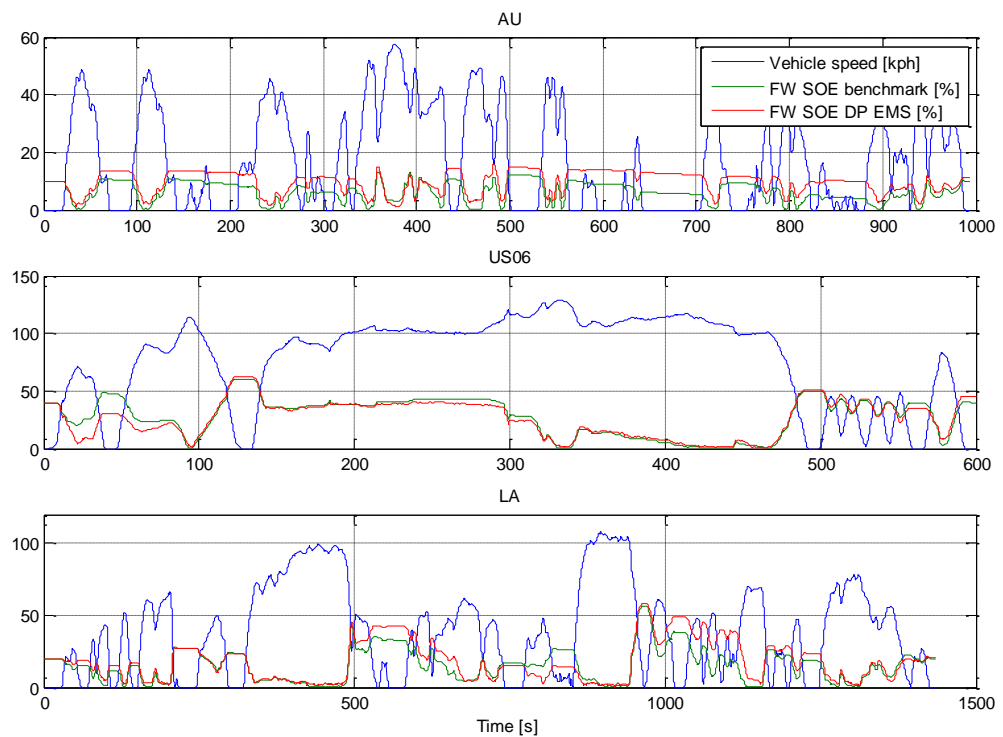 AU
60
40
20
0
Vehicle speed [kph]
FW SOE benchmark [%]
FW SOE DP EMS [%]
0 100 200 300 400 500 600 700 800 900 1000
US06
150
100
50
0
0 100 200 300 400 500 600
LA
100
50
0
0 500 1000 1500
Time [s]